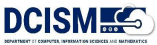 DCISM
DEPARTMENT OF COMPUTER, INFORMATION SCIENCES AND MATHEMATICS